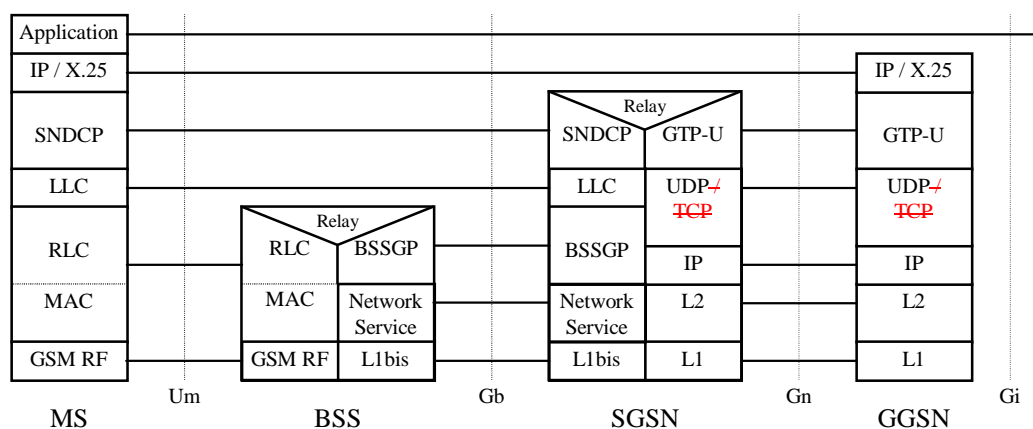 Application
IP / X.25
IP / X.25
Relay
SNDCP
SNDCP
GTP-U
GTP-U
LLC
LLC
UDP /
TCP
UDP /
TCP
Relay
RLC
RLC
BSSGP
BSSGP
IP
IP
MAC
MAC
Network
Service
Network
Service
L2
L2
GSM RF
GSM RF
L1bis
L1bis
L1
L1
Um
Gb
Gn
Gi
MS
BSS
SGSN
GGSN